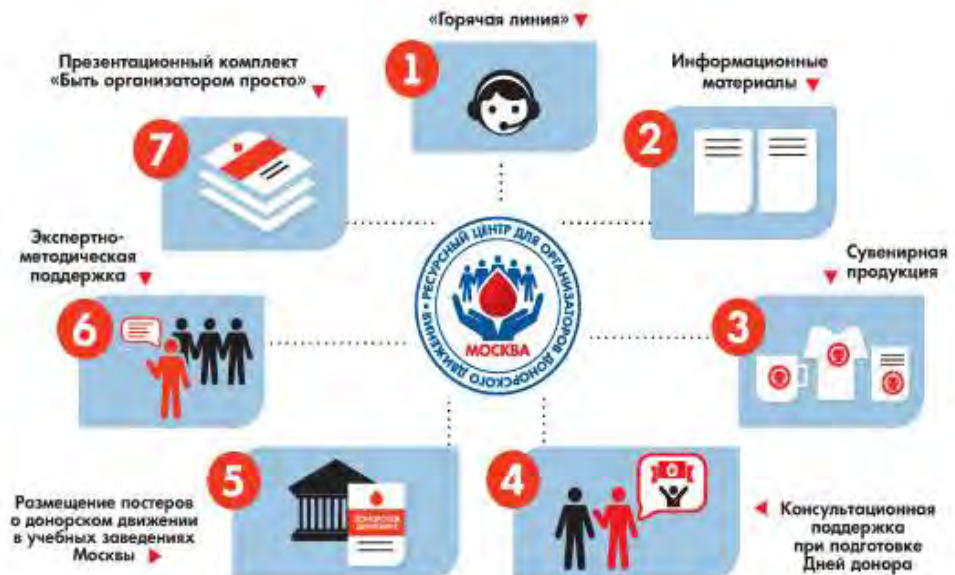 «Горячая линия»
1
Информационные
материалы
2
Сувенирная
продукция
3
Консультационная
поддержка
при подготовке
Дней донора
4
Размещение постеров
о донорском движении
в учебных заведениях
Москвы
5
ДОНОРСКОЕ
ДВИЖЕНИЕ
Экспертно-
методическая
поддержка
6
Презентационный комплект
«Быть организатором просто»
7
РЕСУРСНЫЙ ЦЕНТР ДЛЯ ОРГАНИЗАТОРОВ ДОНОРСКОГО ДВИЖЕНИЯ •
МОСКВА